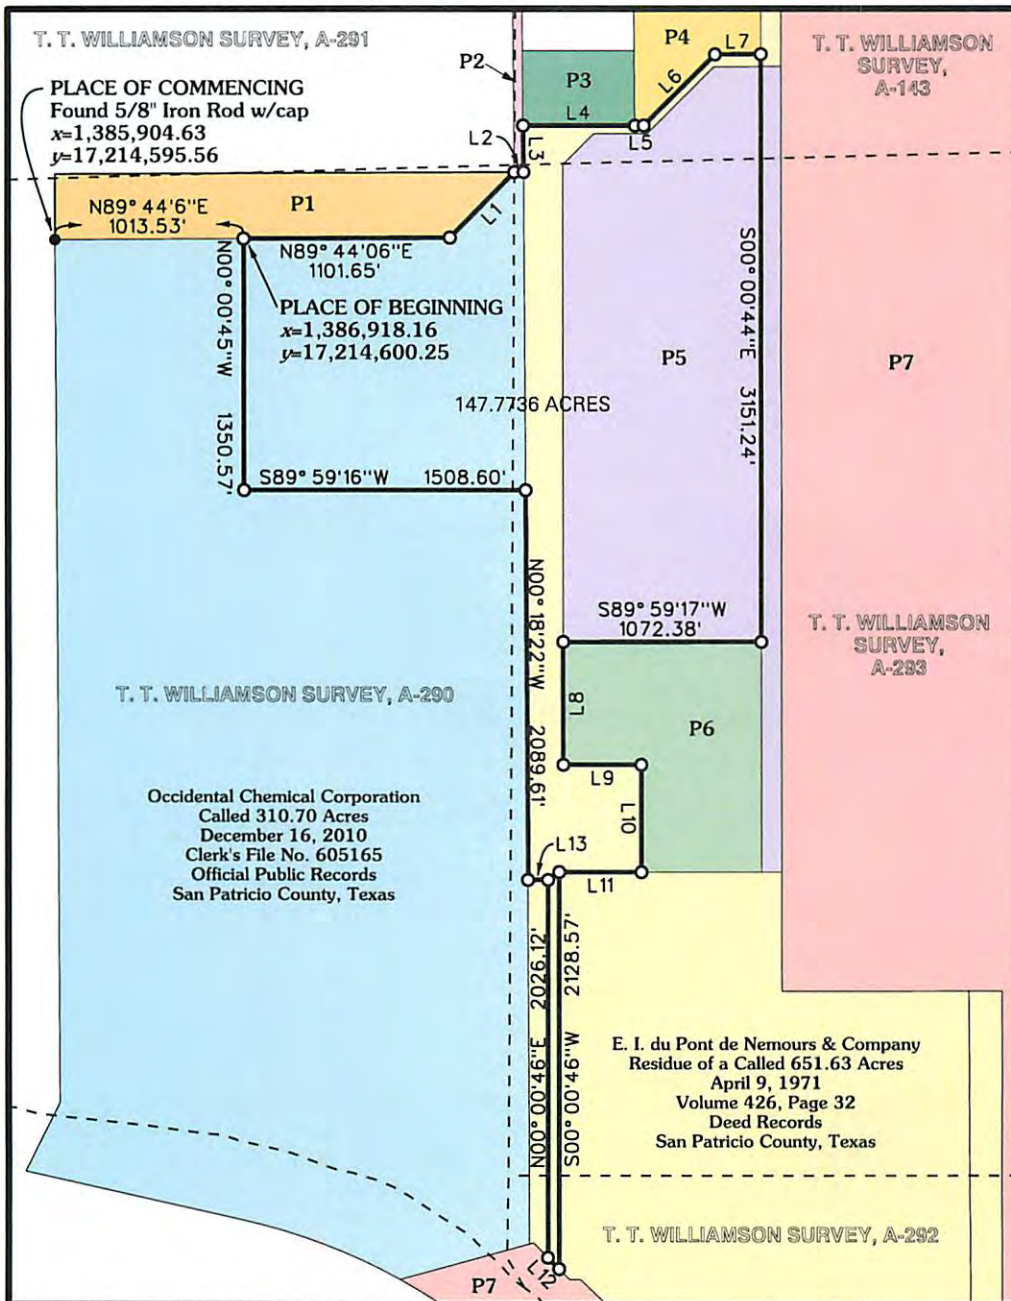 T. T. WILLIAMSON SURVEY, A-291
P2
P3
P4
L7
T. T. WILLIAMSON
SURVEY,
A-143
PLACE OF COMMENCING
Found 5/8" Iron Rod w/cap
x=1,385,904.63
y=17,214,595.56
L6
L4
L5
L2
L3
N89° 44'6"E
1013.53'
P1
L1
N89° 44'06"E
1101.65'
N00° 00'45"W 1350.57'
PLACE OF BEGINNING
x=1,386,918.16
y=17,214,600.25
S00° 00'44"E 3151.24'
P5
P7
147.7736 ACRES
S89° 59'16"W 1508.60'
N00° 18'22"W 2089.61'
S89° 59'17"W
1072.38'
T. T. WILLIAMSON
SURVEY,
A-293
T. T. WILLIAMSON SURVEY, A-290
L8
P6
L9
L10
Occidental Chemical Corporation
Called 310.70 Acres
December 16, 2010
Clerk's File No. 605165
Official Public Records
San Patricio County, Texas
L13
L11
N00° 00'46"E 2026.12'
S00° 00'46"W 2128.57'
E. I. du Pont de Nemours & Company
Residue of a Called 651.63 Acres
April 9, 1971
Volume 426, Page 32
Deed Records
San Patricio County, Texas
T. T. WILLIAMSON SURVEY, A-292
L12
P7